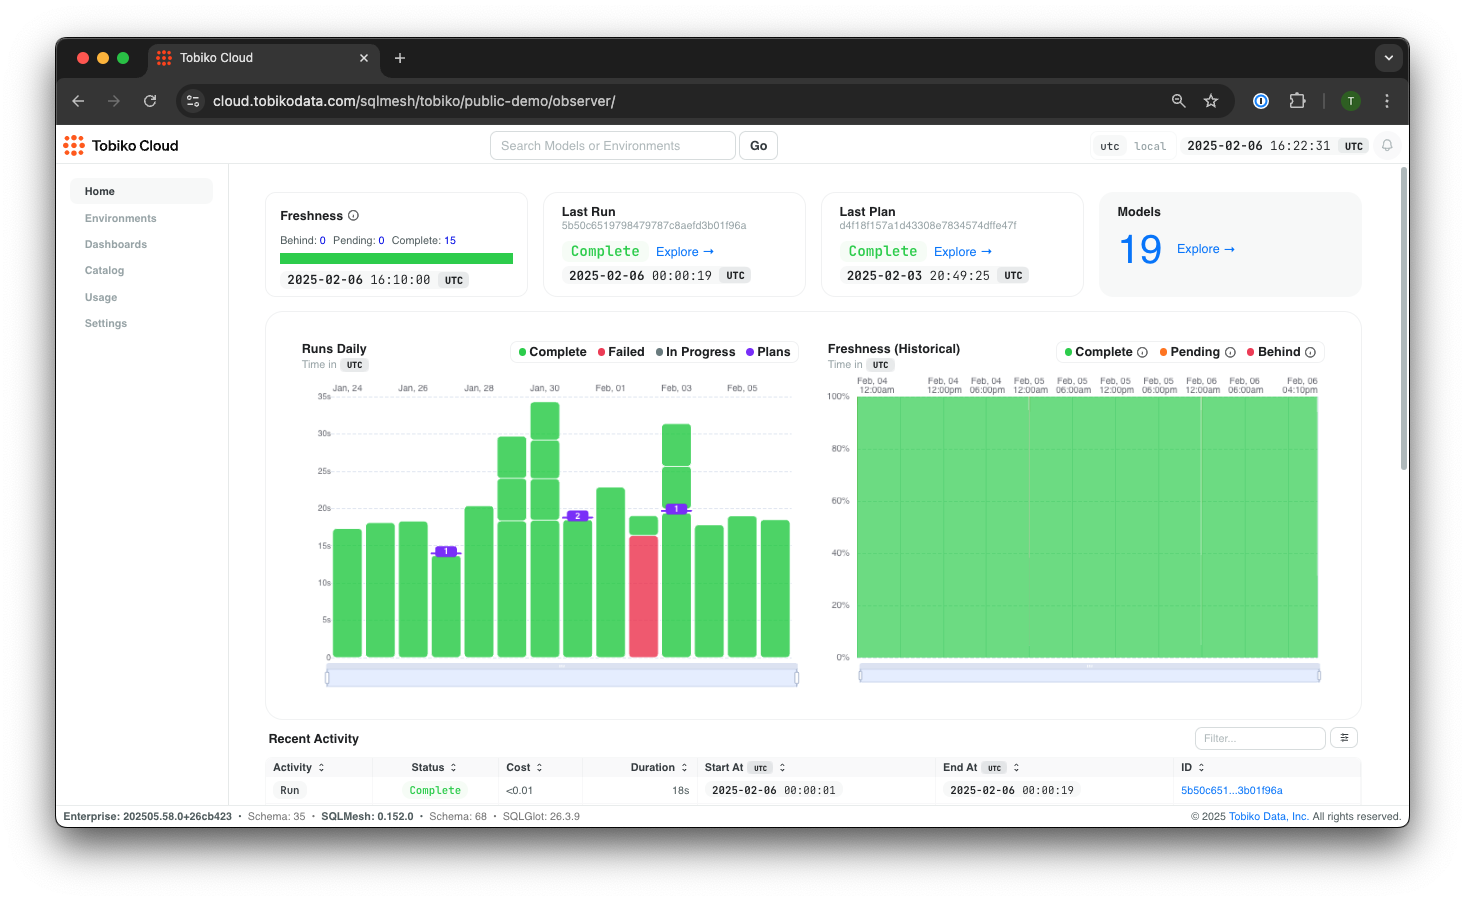 Tobiko Cloud
cloud.tobikodata.com/sqlmesh/tobiko/public-demo/observer/
T
Tobiko Cloud
Search Models or Environments
Go
utc local
2025-02-06 16:22:31 UTC
Home
Environments
Dashboards
Catalog
Usage
Settings
Freshness
Behind: 0 Pending: 0 Complete: 15
2025-02-06 16:10:00 UTC
Last Run
5b50c6519798479787c8aefd3b01f96a
Complete Explore →
2025-02-06 00:00:19 UTC
Last Plan
d4f18f157a1d43308e7834574dffe47f
Complete Explore →
2025-02-03 20:49:25 UTC
Models
19 Explore →
Runs Daily
Time in UTC
Complete Failed In Progress Plans
Jan, 24 Jan, 26 Jan, 28 Jan, 30 Feb, 01 Feb, 03 Feb, 05
35s
30s
25s
20s
15s
10s
5s
0
1
2
1
Freshness (Historical)
Time in UTC
Complete Pending Behind
Feb, 04 Feb, 04 Feb, 04 Feb, 05 Feb, 05 Feb, 05 Feb, 05 Feb, 06 Feb, 06 Feb, 06
12:00am 12:00pm 06:00pm 12:00am 06:00am 12:00pm 06:00pm 12:00am 06:00am 04:10pm
100%
80%
60%
40%
20%
0%
Recent Activity
Filter...
Activity Status Cost Duration Start At UTC End At UTC ID
Run Complete <0.01 18s 2025-02-06 00:00:01 2025-02-06 00:00:19 5b50c651...3b01f96a
Enterprise: 202505.58.0+26cb423 • Schema: 35 • SQLMesh: 0.152.0 • Schema: 68 • SQLGlot: 26.3.9
© 2025 Tobiko Data, Inc. All rights reserved.